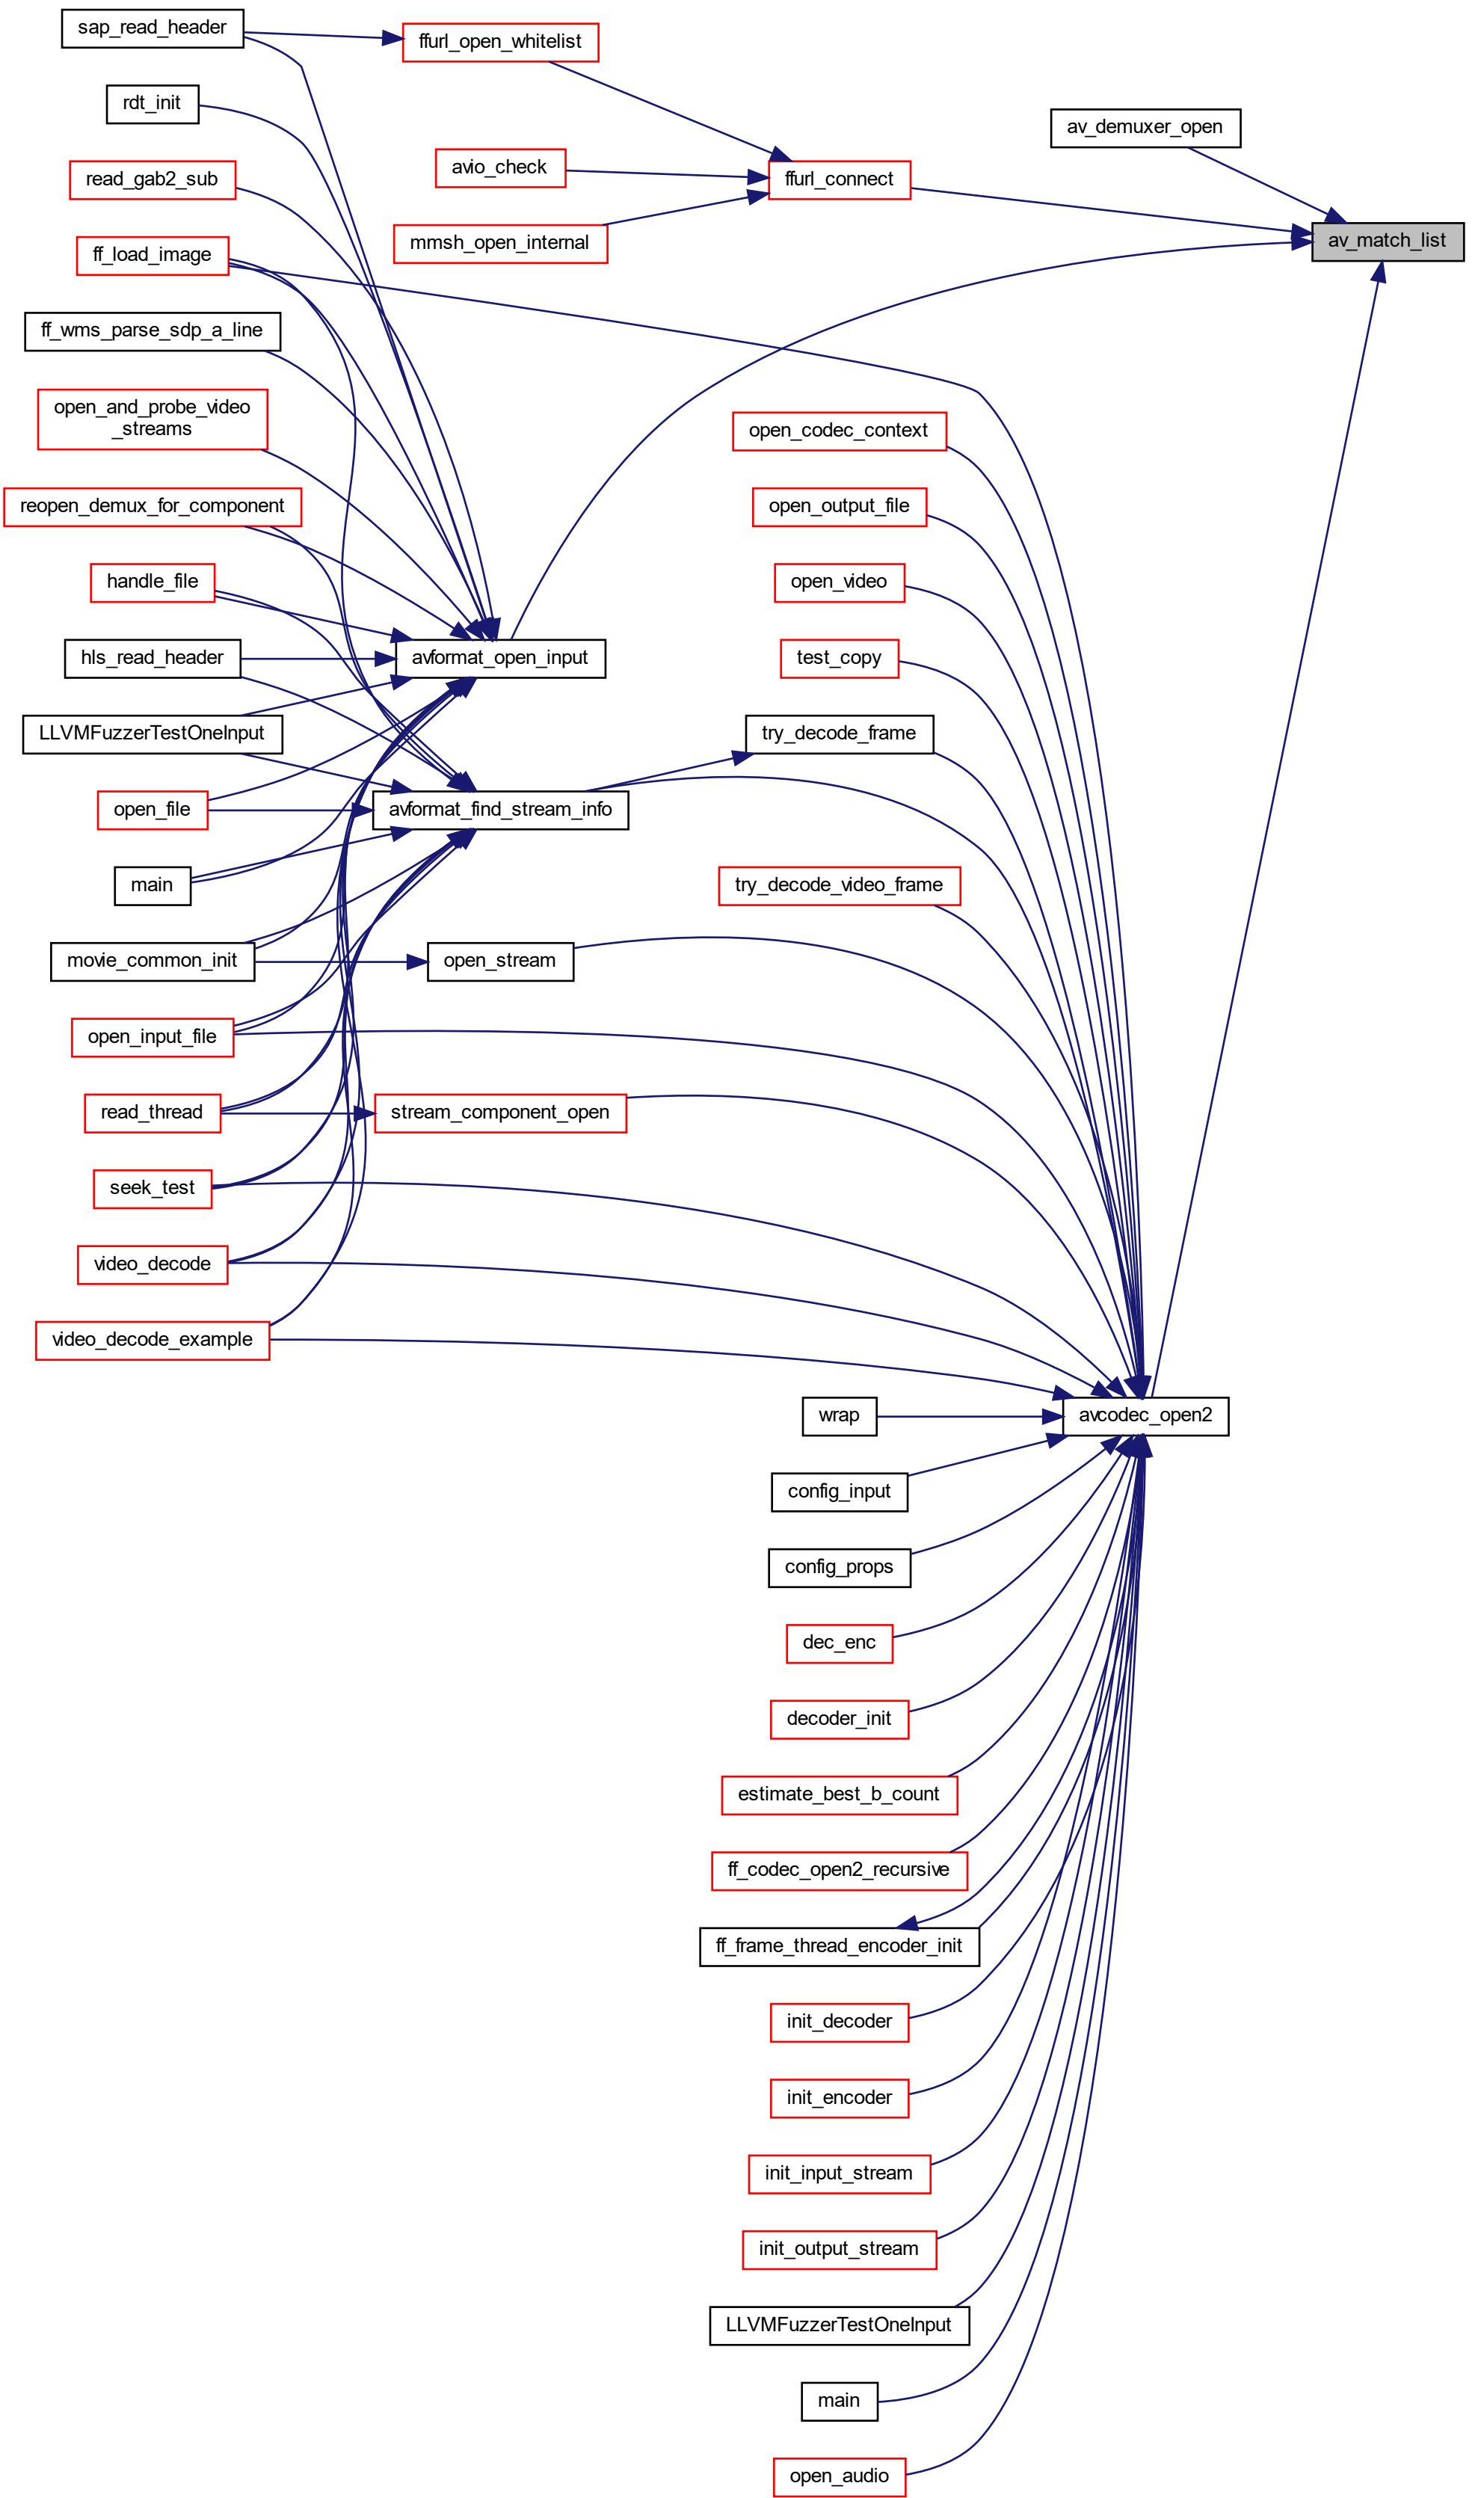 sap_read_header
ffurl_open_whitelist
rdt_init
av_demuxer_open
avio_check
read_gab2_sub
ffurl_connect
mmsh_open_internal
av_match_list
ff_load_image
ff_wms_parse_sdp_a_line
open_and_probe_video
_streams
open_codec_context
reopen_demux_for_component
open_output_file
handle_file
open_video
hls_read_header
avformat_open_input
test_copy
LLVMFuzzerTestOneInput
try_decode_frame
open_file
avformat_find_stream_info
main
try_decode_video_frame
movie_common_init
open_stream
open_input_file
read_thread
stream_component_open
seek_test
video_decode
video_decode_example
wrap
avcodec_open2
config_input
config_props
dec_enc
decoder_init
estimate_best_b_count
ff_codec_open2_recursive
ff_frame_thread_encoder_init
init_decoder
init_encoder
init_input_stream
init_output_stream
LLVMFuzzerTestOneInput
main
open_audio